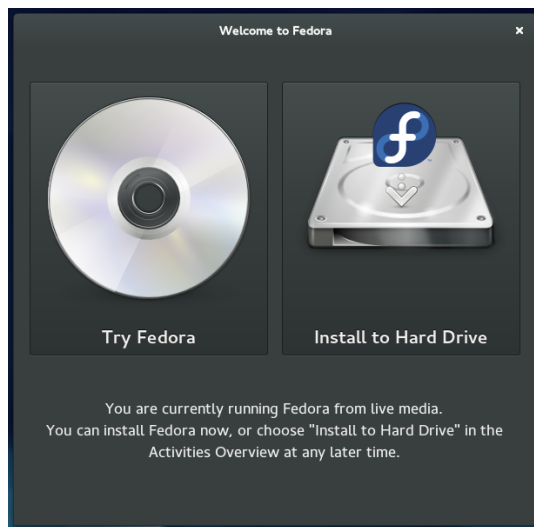 Welcome to Fedora
Try Fedora
Install to Hard Drive
You are currently running Fedora from live media.
You can install Fedora now, or choose "Install to Hard Drive" in the
Activities Overview at any later time.